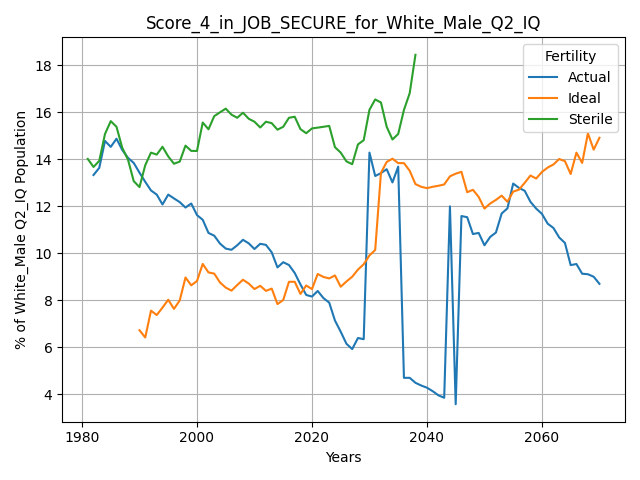 Score_4_in_JOB_SECURE_for_White_Male_Q2_IQ
% of White_Male Q2_IQ Population
18
16
14
12
10
8
6
4
Fertility
Actual
Ideal
Sterile
1980 2000 2020 2040 2060
Years